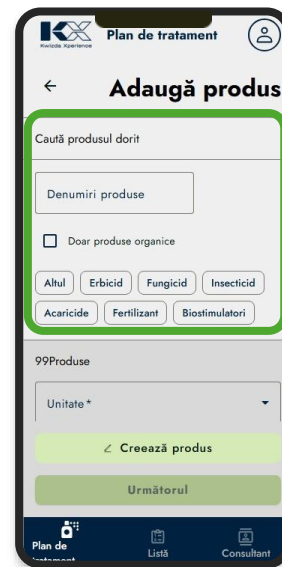 KX
Kwizda Xperience
Plan de tratament
Adaugă produs
Caută produsul dorit
Denumiri produse
Doar produse organice
Altul
Erbicid
Fungicid
Insecticid
Acaricide
Fertilizant
Biostimulatori
99Produse
Unitate*
Creează produs
Următorul
Plan de
tratament
Listă
Consultant